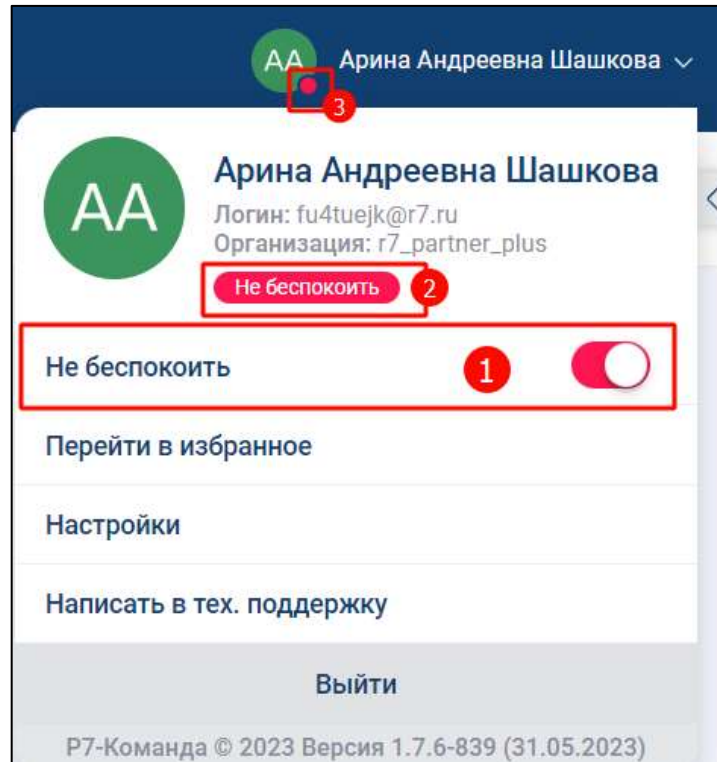 АА Арина Андреевна Шашкова
3
АА
Арина Андреевна Шашкова
Логин: fu4tuejk@r7.ru
Организация: r7_partner_plus
Не беспокоить 2
Не беспокоить 1
Перейти в избранное
Настройки
Написать в тех. поддержку
Выйти
Р7-Команда © 2023 Версия 1.7.6-839 (31.05.2023)